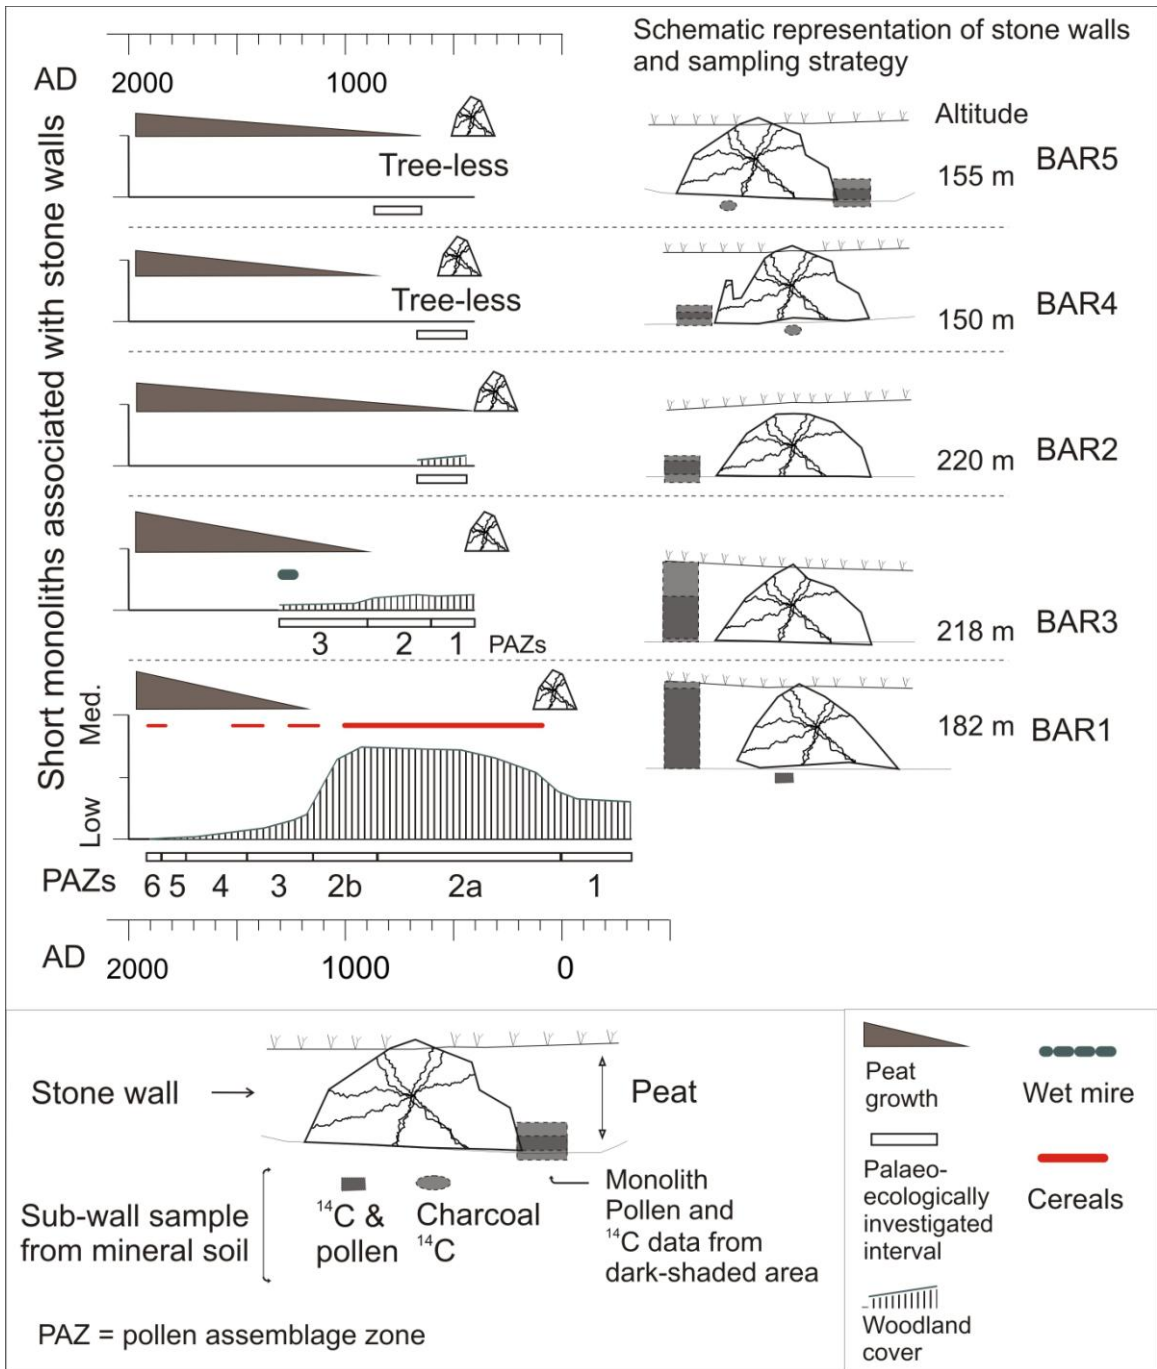 Schematic representation of stone walls
and sampling strategy
AD
2000 1000
Short monoliths associated with stone walls
Altitude
Tree-less
155 m BAR5
Tree-less
150 m BAR4
220 m BAR2
3 2 1 PAZs
218 m BAR3
Med.
Low
182 m BAR1
PAZs 6 5 4 3 2b 2a 1
AD
2000 1000 0
Stone wall
Peat
Sub-wall sample
from mineral soil
¹⁴C &
pollen
Charcoal
¹⁴C
Monolith
Pollen and
¹⁴C data from
dark-shaded area
PAZ = pollen assemblage zone
Peat
growth
Palaeo-
ecologically
investigated
interval
Woodland
cover
Wet mire
Cereals